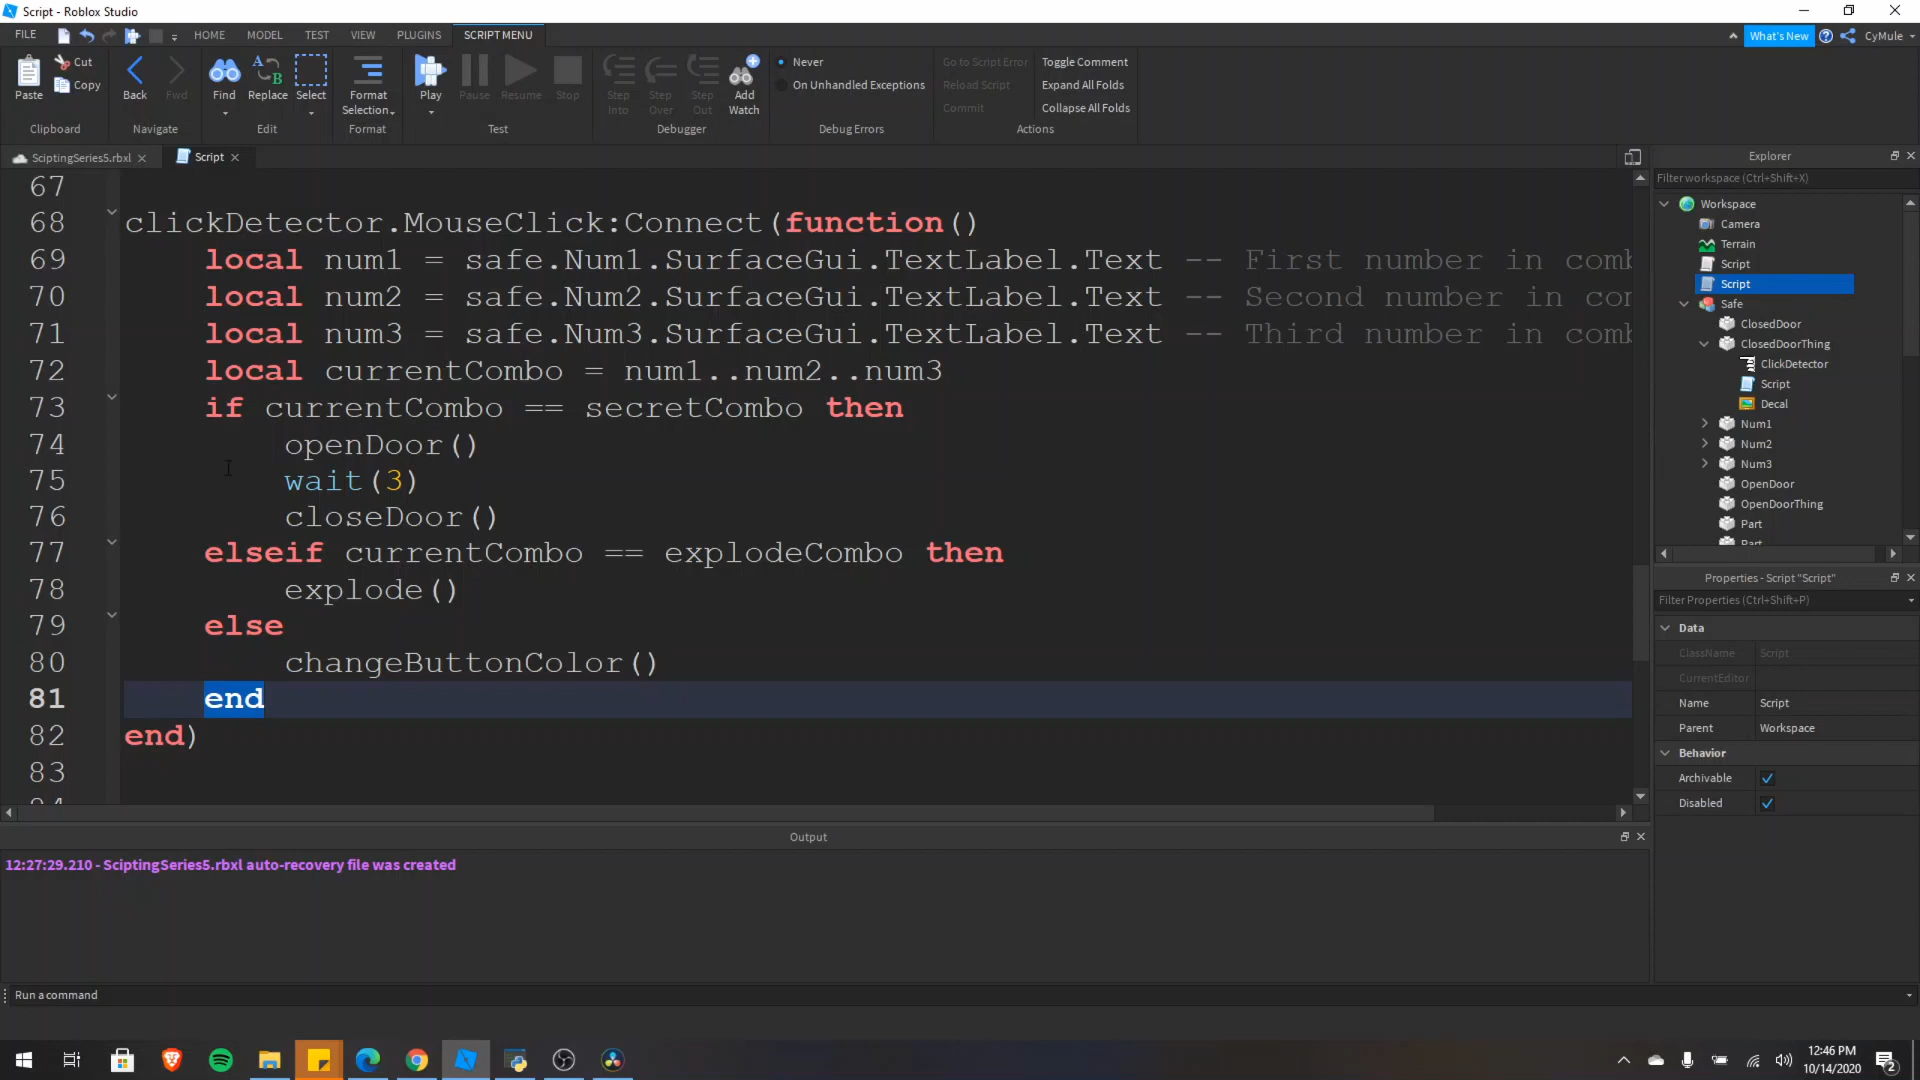 Script - Roblox Studio
FILE HOME MODEL TEST VIEW PLUGINS SCRIPT MENU What's New CyMule
Paste Cut Copy Back Fwd Find Replace Select Format Selection Play Pause Resume Stop Step Into Step Over Step Out Add Watch Never On Unhandled Exceptions Go to Script Error Reload Script Commit Toggle Comment Expand All Folds Collapse All Folds
Clipboard Navigate Edit Format Test Debugger Debug Errors Actions
SciptingSeries5.rbxl Script
67
68 clickDetector.MouseClick:Connect(function()
69 local num1 = safe.Num1.SurfaceGui.TextLabel.Text -- First number in comb
70 local num2 = safe.Num2.SurfaceGui.TextLabel.Text -- Second number in con
71 local num3 = safe.Num3.SurfaceGui.TextLabel.Text -- Third number in comb
72 local currentCombo = num1..num2..num3
73 if currentCombo == secretCombo then
74 openDoor()
75 wait(3)
76 closeDoor()
77 elseif currentCombo == explodeCombo then
78 explode()
79 else
80 changeButtonColor()
81 end
82 end)
83
Output
12:27:29.210 - SciptingSeries5.rbxl auto-recovery file was created
Run a command
Explorer
Filter workspace (Ctrl+Shift+X)
Workspace
Camera
Terrain
Script
Script
Safe
ClosedDoor
ClosedDoorThing
ClickDetector
Script
Decal
Num1
Num2
Num3
OpenDoor
OpenDoorThing
Part
Part
Properties - Script "Script"
Filter Properties (Ctrl+Shift+P)
Data
ClassName Script
CurrentEditor
Name Script
Parent Workspace
Behavior
Archivable
Disabled
12:46 PM
10/14/2020
2